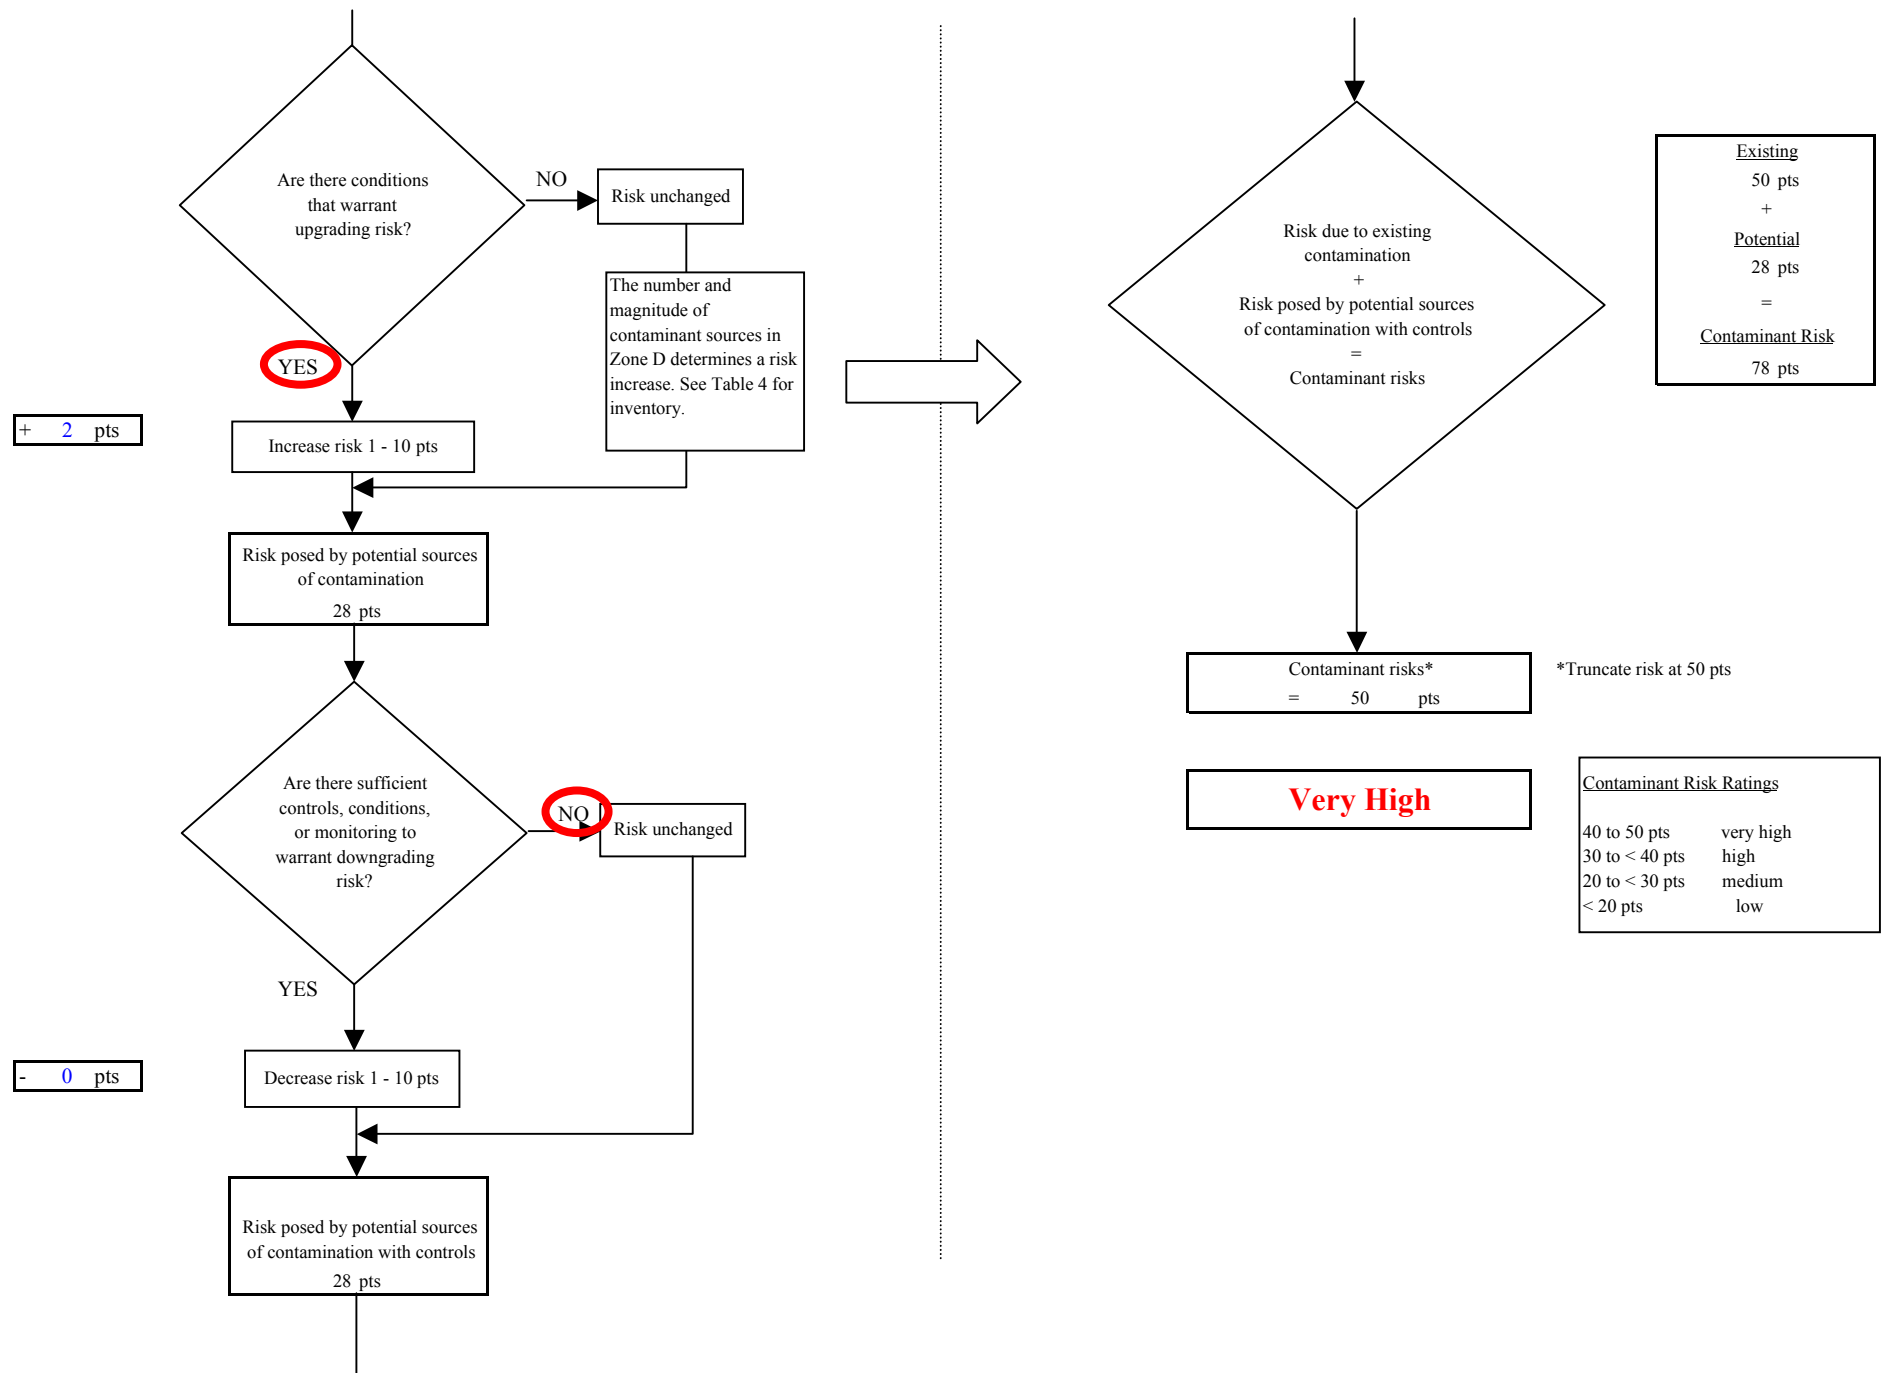 Are there conditions
that warrant
upgrading risk?
NO
Risk unchanged
The number and
magnitude of
contaminant sources in
Zone D determines a risk
increase. See Table 4 for
inventory.
YES
+ 2 pts
Increase risk 1 - 10 pts
Risk posed by potential sources
of contamination
28 pts
Are there sufficient
controls, conditions,
or monitoring to
warrant downgrading
risk?
NO
Risk unchanged
YES
- 0 pts
Decrease risk 1 - 10 pts
Risk posed by potential sources
of contamination with controls
28 pts
Risk due to existing
contamination
+
Risk posed by potential sources
of contamination with controls
=
Contaminant risks
Existing
50 pts
+
Potential
28 pts
=
Contaminant Risk
78 pts
Contaminant risks*
= 50 pts
*Truncate risk at 50 pts
Very High
Contaminant Risk Ratings
40 to 50 pts very high
30 to < 40 pts high
20 to < 30 pts medium
< 20 pts low